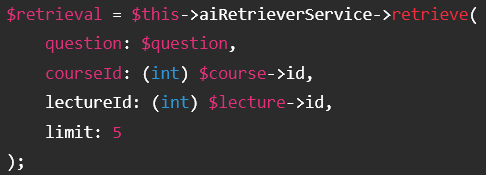 $retrieval = $this->aiRetrieverService->retrieve(
    question: $question,
    courseId: (int) $course->id,
    lectureId: (int) $lecture->id,
    limit: 5
);